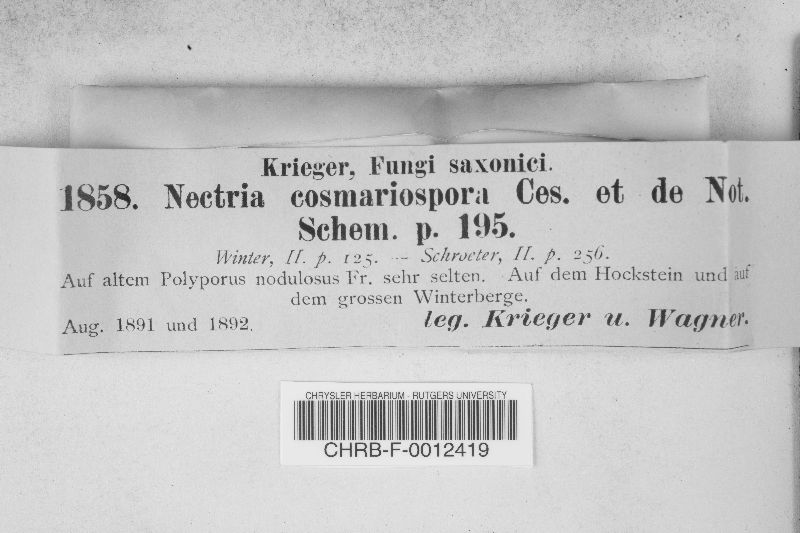 Krieger, Fungi saxonici.
1858. Nectria cosmariospora Ces. et de Not.
Schem. p. 195.
Winter, II. p. 125. — Schroeter, II. p. 256.
Auf altem Polyporus nodulosus Fr. sehr selten. Auf dem Hockstein und auf
dem grossen Winterberge.
Aug. 1891 und 1892. leg. Krieger u. Wagner.
CHRYSLER HERBARIUM - RUTGERS UNIVERSITY
CHRB-F-0012419